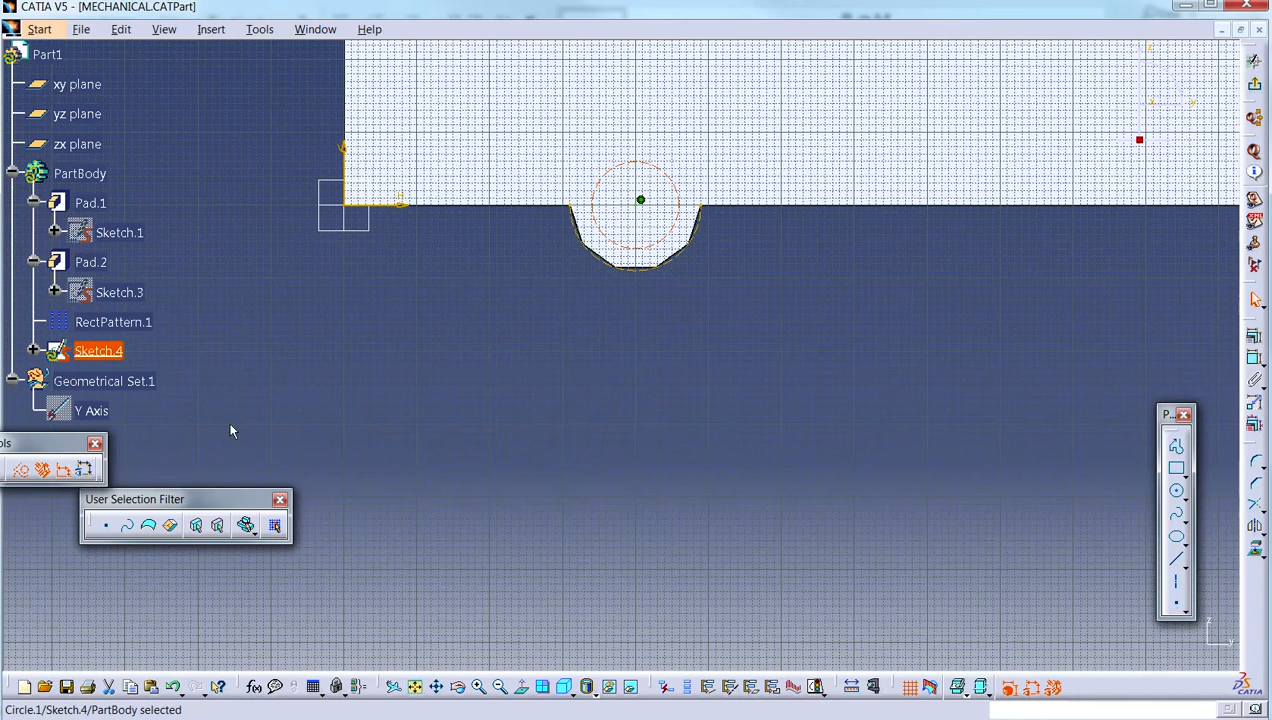 CATIA V5 - [MECHANICAL.CATPart]
Start File Edit View Insert Tools Window Help
Part1
xy plane
yz plane
zx plane
PartBody
Pad.1
Sketch.1
Pad.2
Sketch.3
RectPattern.1
Sketch.4
Geometrical Set.1
Y Axis
ols
User Selection Filter
P...
H
V
z
x
y
z
y
f(x)
CATIA
Circle.1/Sketch.4/PartBody selected